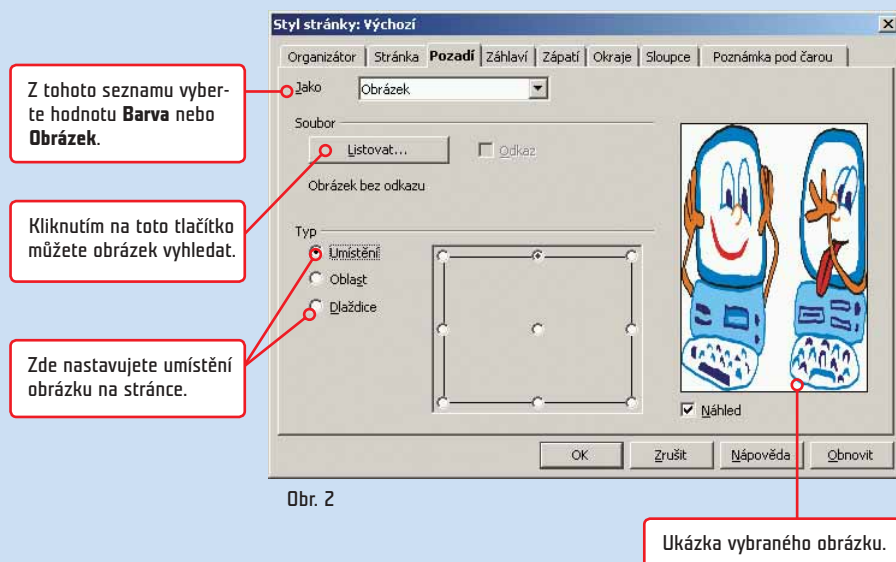 Styl stránky: Výchozí
Organizátor Stránka Pozadí Záhlaví Zápatí Okraje Sloupce Poznámka pod čarou
Z tohoto seznamu vyber-
te hodnotu Barva nebo
Obrázek.
Jako Obrázek
Soubor
Listovat... Odkaz
Obrázek bez odkazu
Kliknutím na toto tlačítko
můžete obrázek vyhledat.
Typ
Umístění
Oblast
Dlaždice
Zde nastavujete umístění
obrázku na stránce.
Náhled
OK Zrušit Nápověda Obnovit
Obr. 2
Ukázka vybraného obrázku.